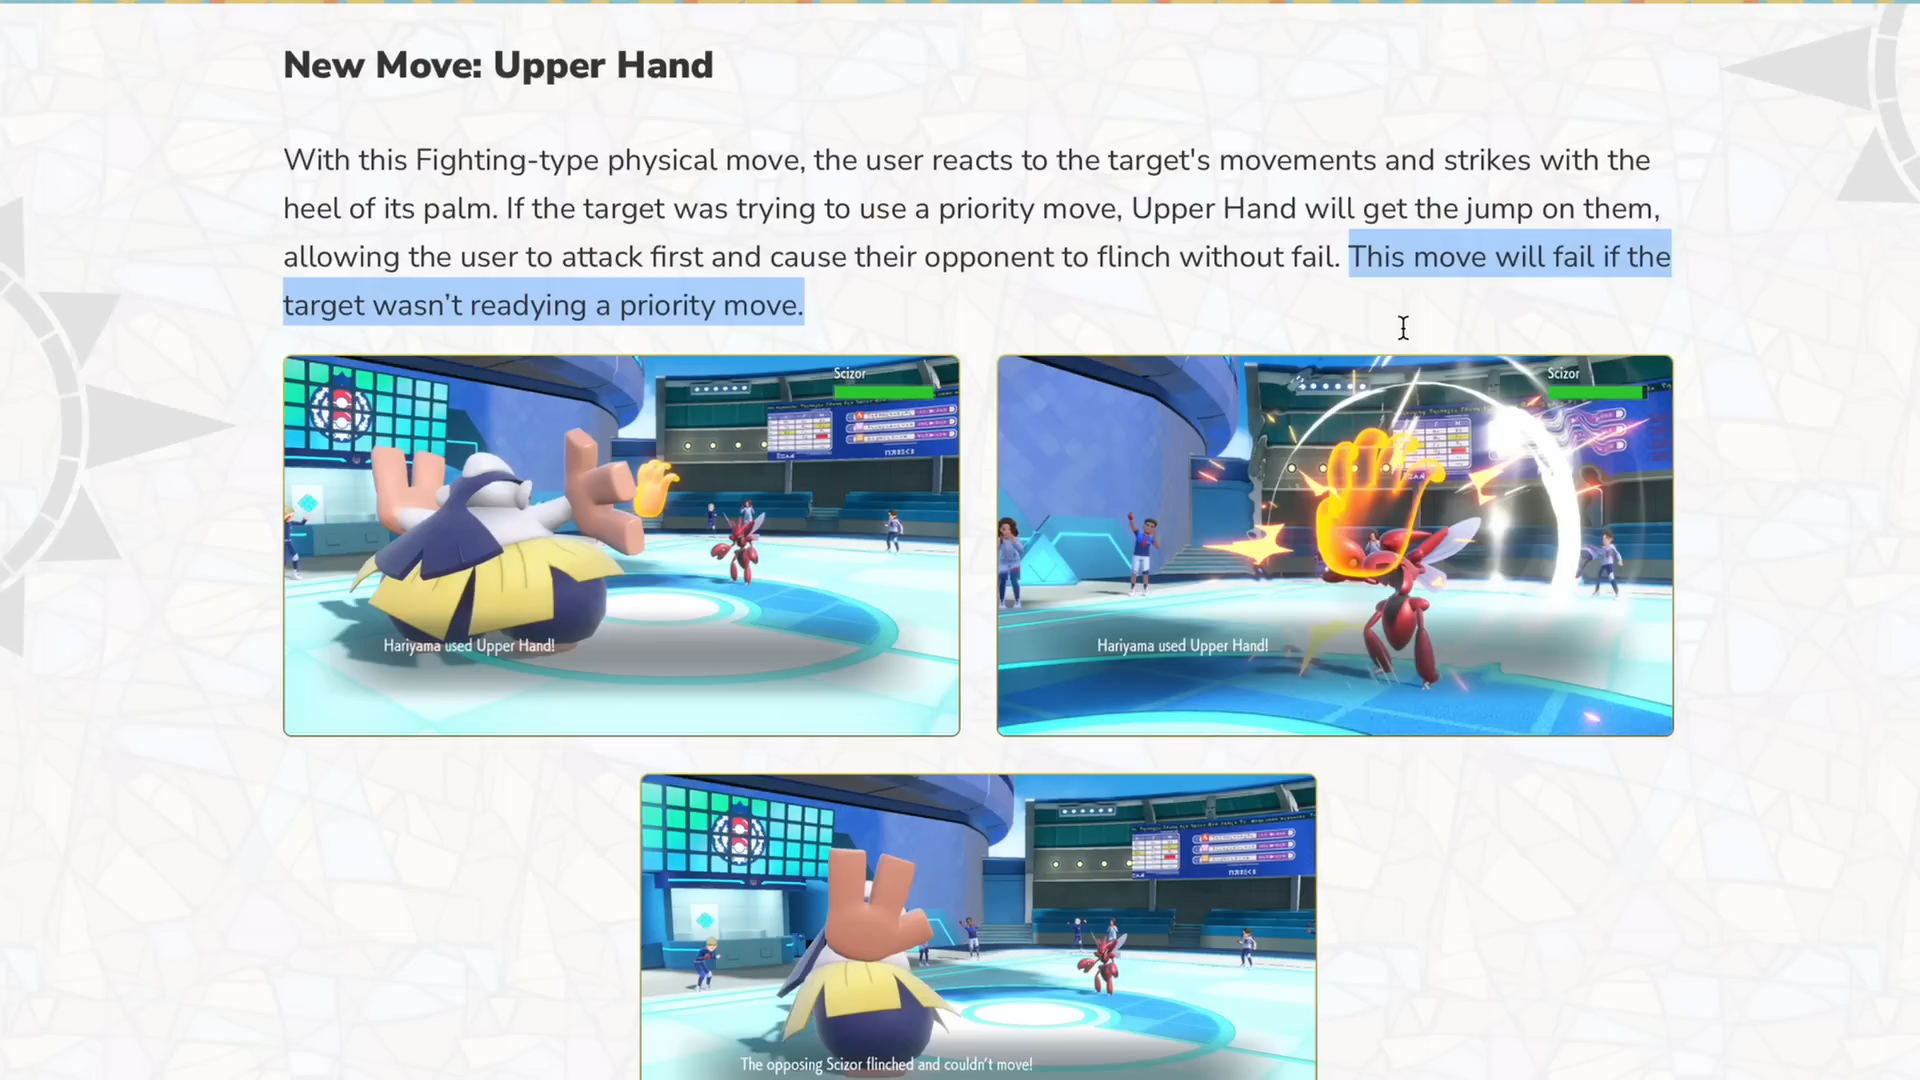 New Move: Upper Hand
With this Fighting-type physical move, the user reacts to the target's movements and strikes with the
heel of its palm. If the target was trying to use a priority move, Upper Hand will get the jump on them,
allowing the user to attack first and cause their opponent to flinch without fail. This move will fail if the
target wasn’t readying a priority move.
Scizor
Hariyama used Upper Hand!
Scizor
Hariyama used Upper Hand!
The opposing Scizor flinched and couldn’t move!